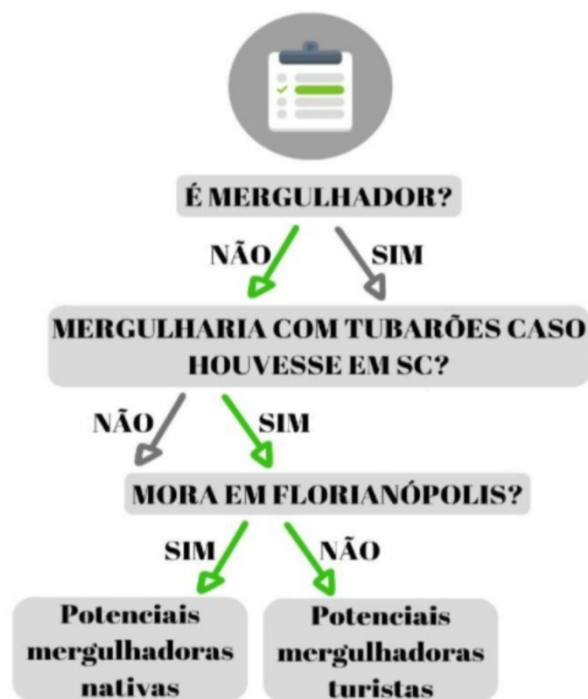 É MERGULHADOR?
NÃO
SIM
MERGULHARIA COM TUBARÕES CASO
HOUVESSE EM SC?
NÃO
SIM
MORA EM FLORIANÓPOLIS?
SIM
NÃO
Potenciais
mergulhadoras
nativas
Potenciais
mergulhadoras
turistas